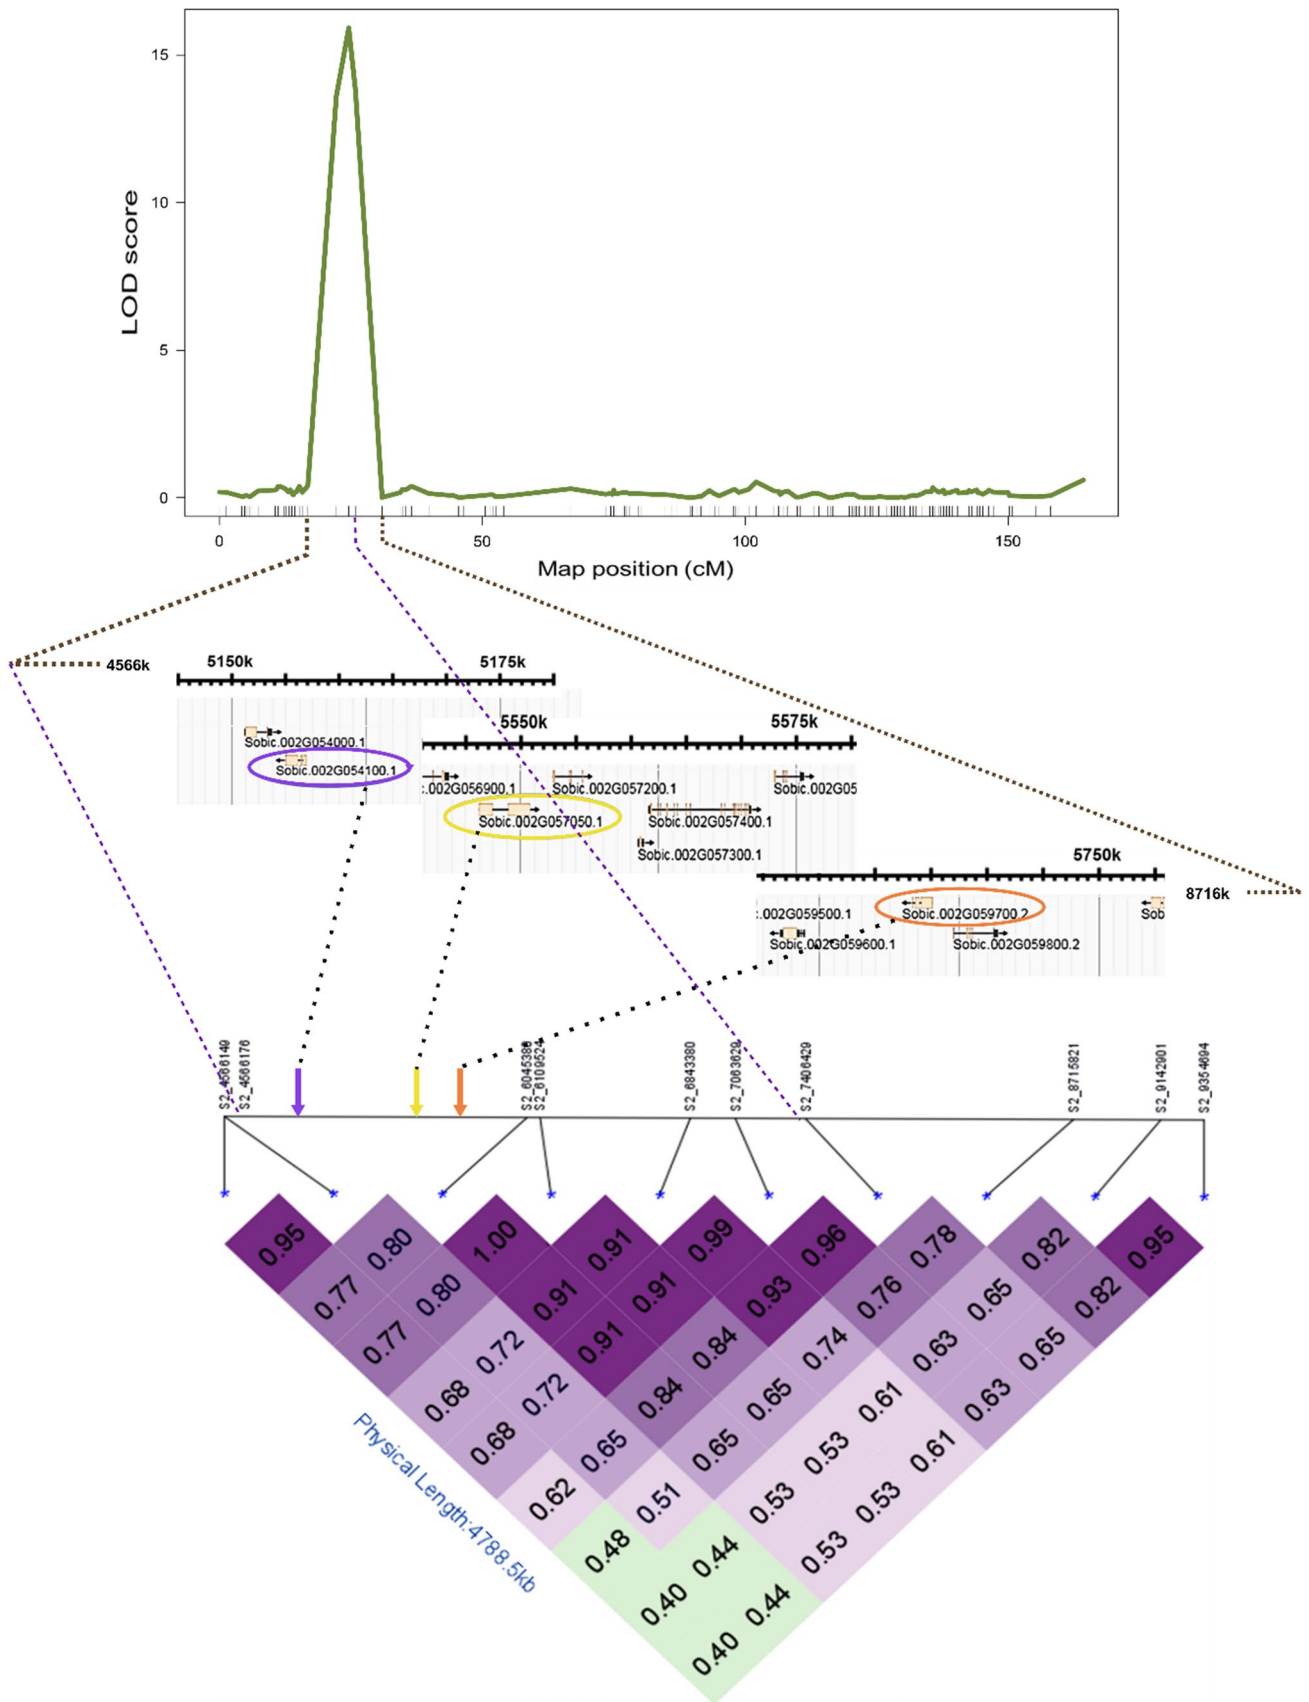 15
10
5
0
LOD score
0 50 100 150
Map position (cM)
4566k
5150k 5175k
Sobic.002G054000.1
Sobic.002G054100.1
5550k 5575k
:.002G056900.1 Sobic.002G057200.1 Sobic.002G05
Sobic.002G057050.1 Sobic.002G057400.1
Sobic.002G057300.1
5750k
8716k
:.002G059500.1 Sobic.002G059700.2 Sob
Sobic.002G059600.1 Sobic.002G059800.2
S2_4566149
S2_4566176
S2_6045386
S2_6109524
S2_6843380
S2_7063629
S2_7406429
S2_8715821
S2_9142901
S2_9354694
0.95 0.80 1.00 0.91 0.99 0.96 0.78 0.82 0.95
0.77 0.80 0.91 0.91 0.93 0.76 0.65 0.82
0.77 0.72 0.91 0.84 0.74 0.63 0.65
0.68 0.72 0.84 0.65 0.61 0.63
0.68 0.65 0.65 0.53 0.61
0.62 0.51 0.53 0.53
0.48 0.44 0.53
0.40 0.44
0.40
Physical Length:4788.5kb